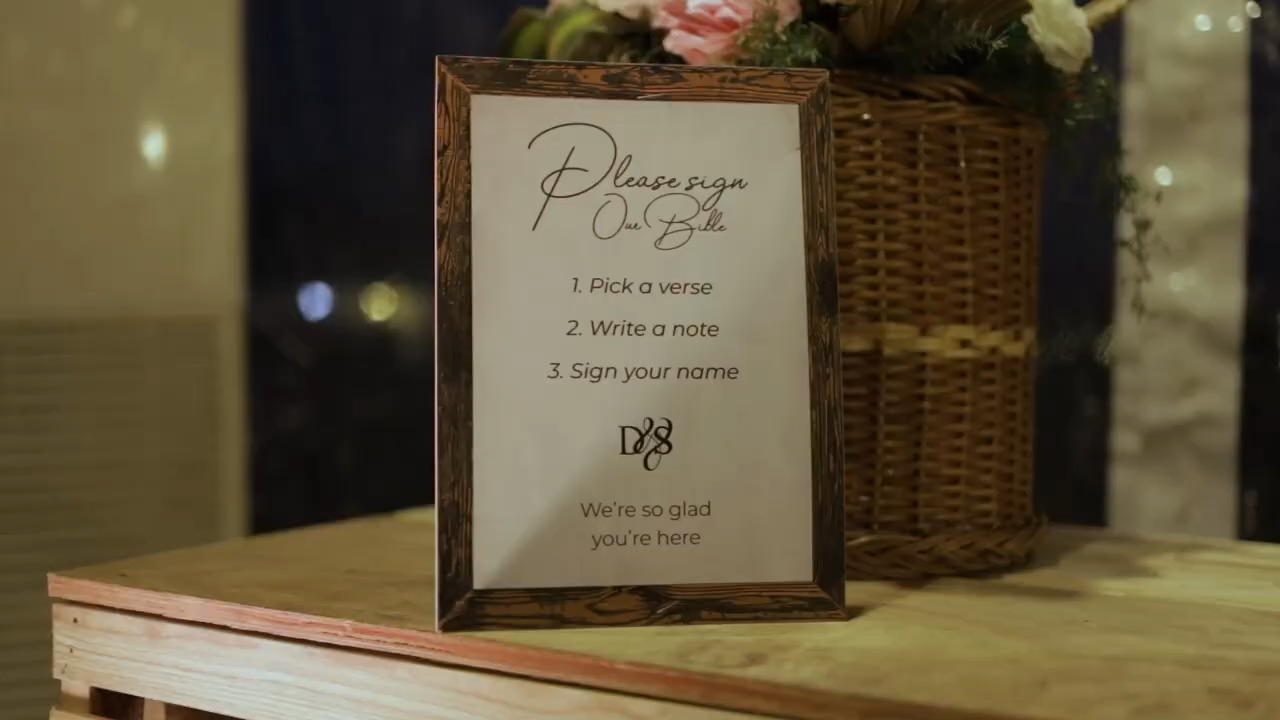 Please sign
Our Bible
1. Pick a verse
2. Write a note
3. Sign your name
D&S
We're so glad
you're here